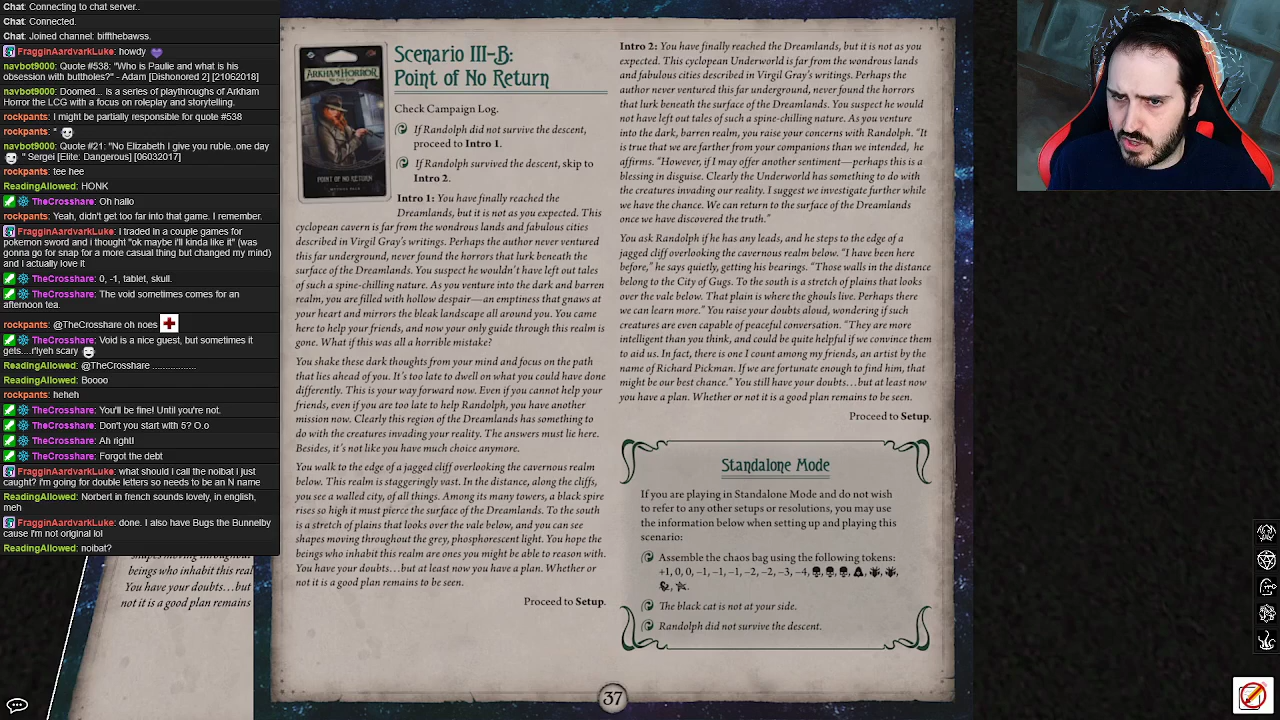 Chat: Connecting to chat server..
Chat: Connected.
Chat: Joined channel: biffthebawss.
FragginAardvarkLuke: howdy
navbot9000: Quote #538: "Who is Paulie and what is his
obsession with buttholes?" - Adam [Dishonored 2] [21052018]
navbot9000: Doomed... Is a series of playthroughs of Arkham
Horror the LCG with a focus on roleplay and storytelling.
rockpants: I might be partially responsible for quote #538
rockpants: "
navbot9000: Quote #21: "No Elizabeth I give you ruble..one day
" Sergei [Elite: Dangerous] [06032017]
rockpants: tee hee
ReadingAllowed: HONK
TheCrosshare: Oh hallo
rockpants: Yeah, didn't get too far into that game. I remember.
FragginAardvarkLuke: I traded in a couple games for
pokemon sword and i thought "ok maybe i'll kinda like it" (was
gonna go for snap for a more casual thing but changed my mind)
and i actually love it
TheCrosshare: 0, -1, tablet, skull.
TheCrosshare: The void sometimes comes for an
afternoon tea.
rockpants: @TheCrosshare oh noes
TheCrosshare: Void is a nice guest, but sometimes it
gets....r'lyeh scary
ReadingAllowed: @TheCrosshare ..................
ReadingAllowed: Boooo
rockpants: heheh
TheCrosshare: You'll be fine! Until you're not.
TheCrosshare: Don't you start with 5? O.o
TheCrosshare: Ah right!
TheCrosshare: Forgot the debt
FragginAardvarkLuke: what should I call the noibat I just
caught? i'm going for double letters so needs to be an N name
ReadingAllowed: Norbert in french sounds lovely, in english,
meh
FragginAardvarkLuke: done. I also have Bugs the Bunnelby
cause i'm not original lol
ReadingAllowed: noibat?
beings who inhabit this real
You have your doubts...but
not it is a good plan remains
ARKHAM HORROR
POINT OF NO RETURN
Scenario III-B:
Point of No Return
Check Campaign Log.
If Randolph did not survive the descent,
proceed to Intro 1.
If Randolph survived the descent, skip to
Intro 2.
Intro 1: You have finally reached the
Dreamlands, but it is not as you expected. This
cyclopean cavern is far from the wondrous lands and fabulous cities
described in Virgil Gray's writings. Perhaps the author never ventured
this far underground, never found the horrors that lurk beneath the
surface of the Dreamlands. You suspect he wouldn't have left out tales
of such a spine-chilling nature. As you venture into the dark and barren
realm, you are filled with hollow despair—an emptiness that gnaws at
your heart and mirrors the bleak landscape all around you. You came
here to help your friends, and now your only guide through this realm is
gone. What if this was all a horrible mistake?
You shake these dark thoughts from your mind and focus on the path
that lies ahead of you. It's too late to dwell on what you could have done
differently. This is your way forward now. Even if you cannot help your
friends, even if you are too late to help Randolph, you have another
mission now. Clearly this region of the Dreamlands has something to
do with the creatures invading your reality. The answers must lie here.
Besides, it's not like you have much choice anymore.
You walk to the edge of a jagged cliff overlooking the cavernous realm
below. This realm is staggeringly vast. In the distance, along the cliffs,
you see a walled city, of all things. Among its many towers, a black spire
rises so high it must pierce the surface of the Dreamlands. To the south
is a stretch of plains that looks over the vale below, and you can see
shapes moving throughout the grey, phosphorescent light. You hope the
beings who inhabit this realm are ones you might be able to reason with.
You have your doubts...but at least now you have a plan. Whether or
not it is a good plan remains to be seen.
Proceed to Setup.
Intro 2: You have finally reached the Dreamlands, but it is not as you
expected. This cyclopean Underworld is far from the wondrous lands
and fabulous cities described in Virgil Gray's writings. Perhaps the
author never ventured this far underground, never found the horrors
that lurk beneath the surface of the Dreamlands. You suspect he would
not have left out tales of such a spine-chilling nature. As you venture
into the dark, barren realm, you raise your concerns with Randolph. "It
is true that we are farther from your companions than we intended, he
affirms. "However, if I may offer another sentiment—perhaps this is a
blessing in disguise. Clearly the Underworld has something to do with
the creatures invading our reality. I suggest we investigate further while
we have the chance. We can return to the surface of the Dreamlands
once we have discovered the truth."
You ask Randolph if he has any leads, and he steps to the edge of a
jagged cliff overlooking the cavernous realm below. "I have been here
before," he says quietly, getting his bearings. "Those walls in the distance
belong to the City of Gugs. To the south is a stretch of plains that looks
over the vale below. That plain is where the ghouls live. Perhaps there
we can learn more." You raise your doubts aloud, wondering if such
creatures are even capable of peaceful conversation. "They are more
intelligent than you think, and could be quite helpful if we convince them
to aid us. In fact, there is one I count among my friends, an artist by the
name of Richard Pickman. If we are fortunate enough to find him, that
might be our best chance." You still have your doubts...but at least now
you have a plan. Whether or not it is a good plan remains to be seen.
Proceed to Setup.
Standalone Mode
If you are playing in Standalone Mode and do not wish
to refer to any other setups or resolutions, you may use
the information below when setting up and playing this
scenario:
Assemble the chaos bag using the following tokens:
+1, 0, 0, −1, −1, −1, −2, −2, −3, −4,
The black cat is not at your side.
Randolph did not survive the descent.
37